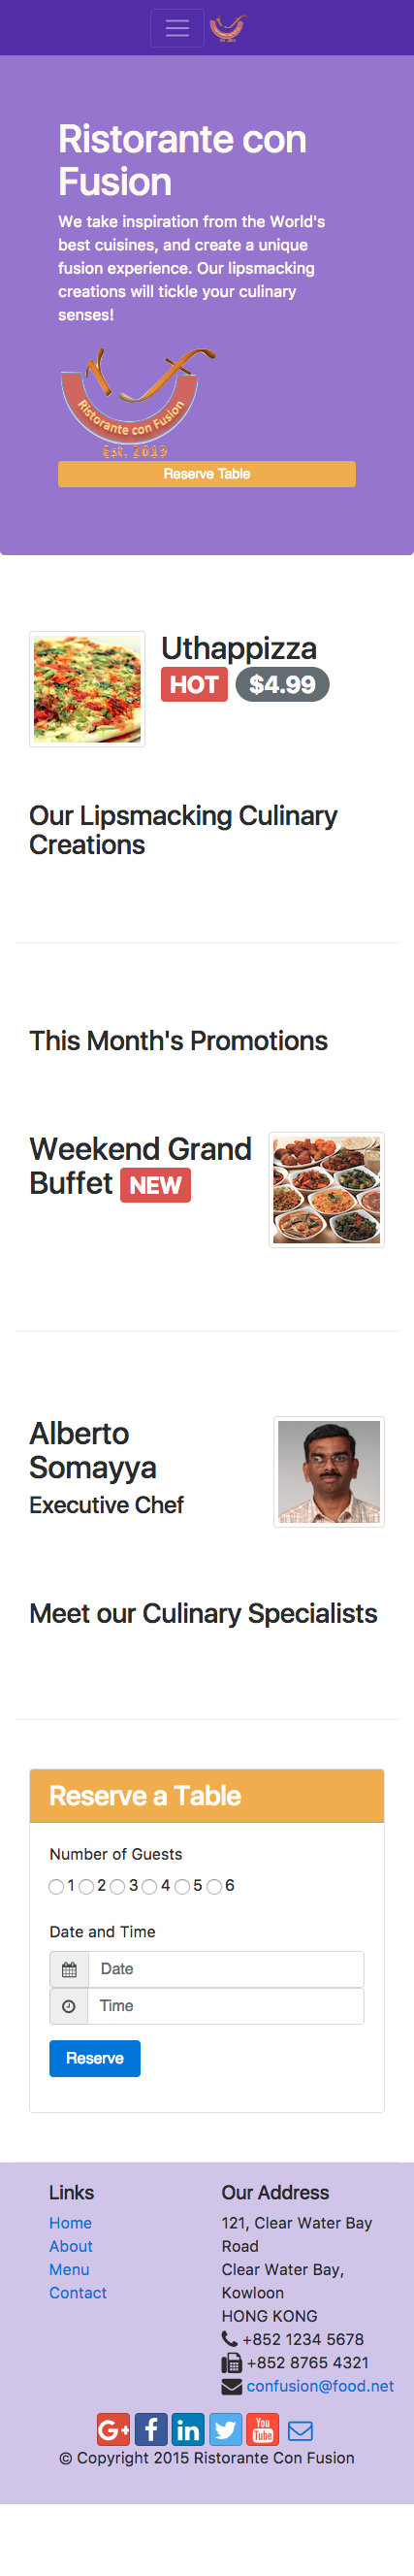 Ristorante con
Fusion
We take inspiration from the World's
best cuisines, and create a unique
fusion experience. Our lipsmacking
creations will tickle your culinary
senses!
Ristorante con Fusion
Est. 2013
Reserve Table
Uthappizza
HOT $4.99
Our Lipsmacking Culinary
Creations
This Month's Promotions
Weekend Grand
Buffet NEW
Alberto
Somayya
Executive Chef
Meet our Culinary Specialists
Reserve a Table
Number of Guests
1 2 3 4 5 6
Date and Time
Date
Time
Reserve
Links
Home
About
Menu
Contact
Our Address
121, Clear Water Bay
Road
Clear Water Bay,
Kowloon
HONG KONG
+852 1234 5678
+852 8765 4321
confusion@food.net
G+ f in You Tube
© Copyright 2015 Ristorante Con Fusion